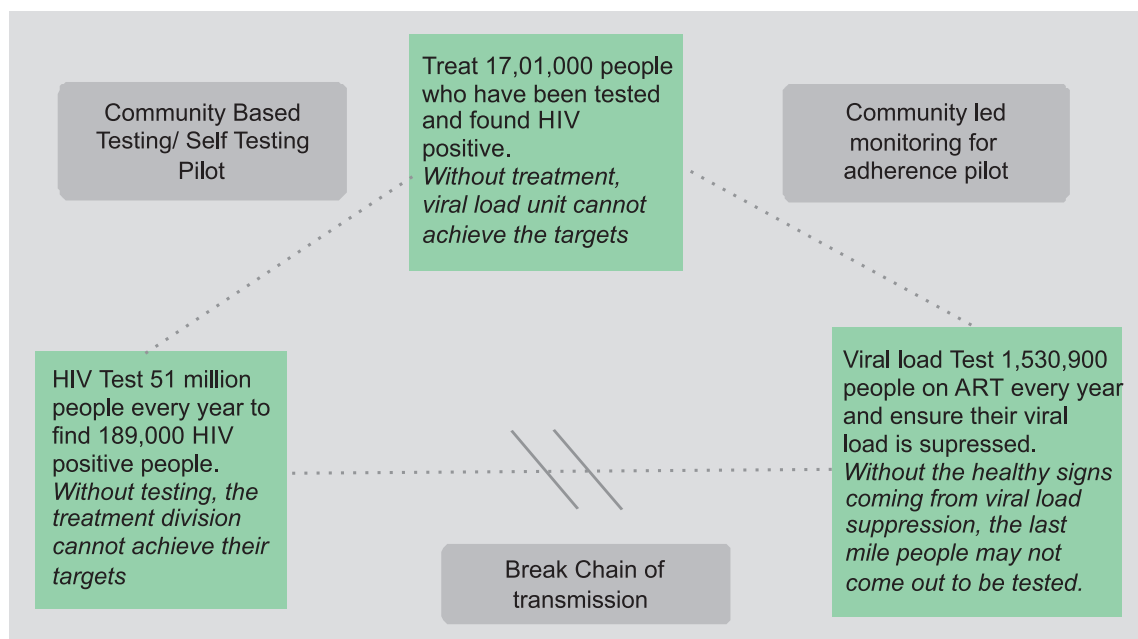 Community Based
Testing/ Self Testing
Pilot
Treat 17,01,000 people
who have been tested
and found HIV
positive.
Without treatment,
viral load unit cannot
achieve the targets
Community led
monitoring for
adherence pilot
HIV Test 51 million
people every year to
find 189,000 HIV
positive people.
Without testing, the
treatment division
cannot achieve their
targets
Viral load Test 1,530,900
people on ART every year
and ensure their viral
load is supressed.
Without the healthy signs
coming from viral load
suppression, the last
mile people may not
come out to be tested.
Break Chain of
transmission